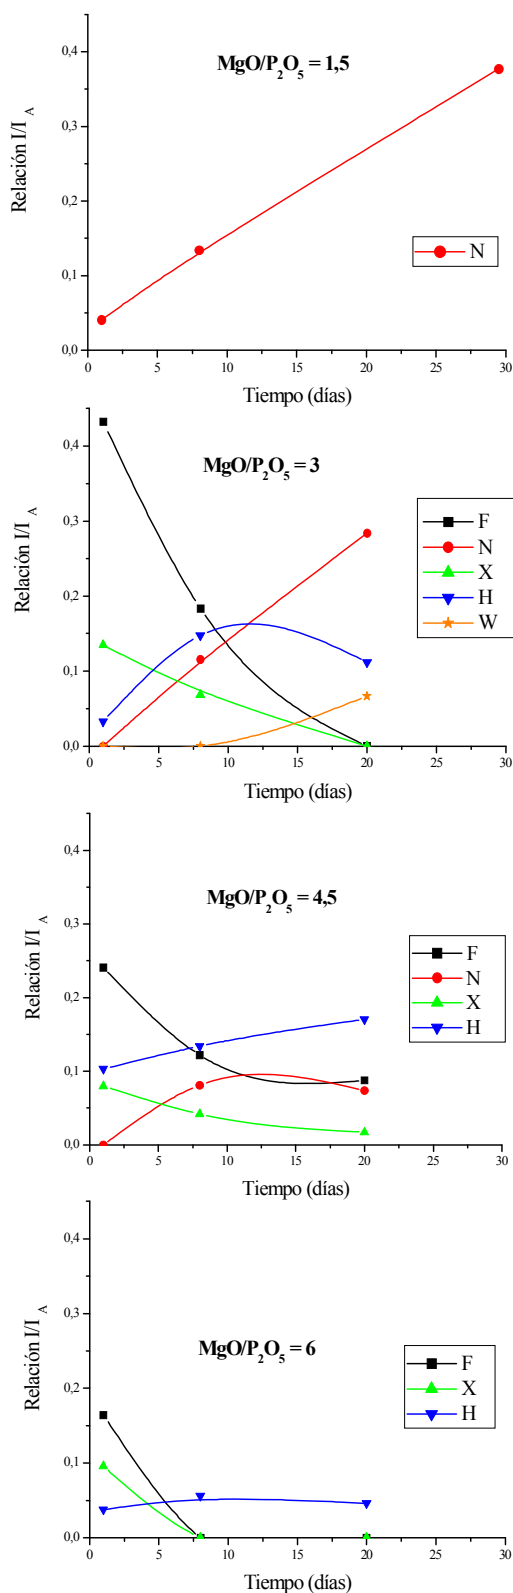 MgO/P2O5 = 1,5
Relación I/I A
0,4
0,3
0,2
0,1
0,0
N
0 5 10 15 20 25 30
Tiempo (días)
MgO/P2O5 = 3
Relación I/I A
0,4
0,3
0,2
0,1
0,0
F
N
X
H
W
0 5 10 15 20 25 30
Tiempo (días)
MgO/P2O5 = 4,5
Relación I/I A
0,4
0,3
0,2
0,1
0,0
F
N
X
H
0 5 10 15 20 25 30
Tiempo (días)
MgO/P2O5 = 6
Relación I/I A
0,4
0,3
0,2
0,1
0,0
F
X
H
0 5 10 15 20 25 30
Tiempo (días)